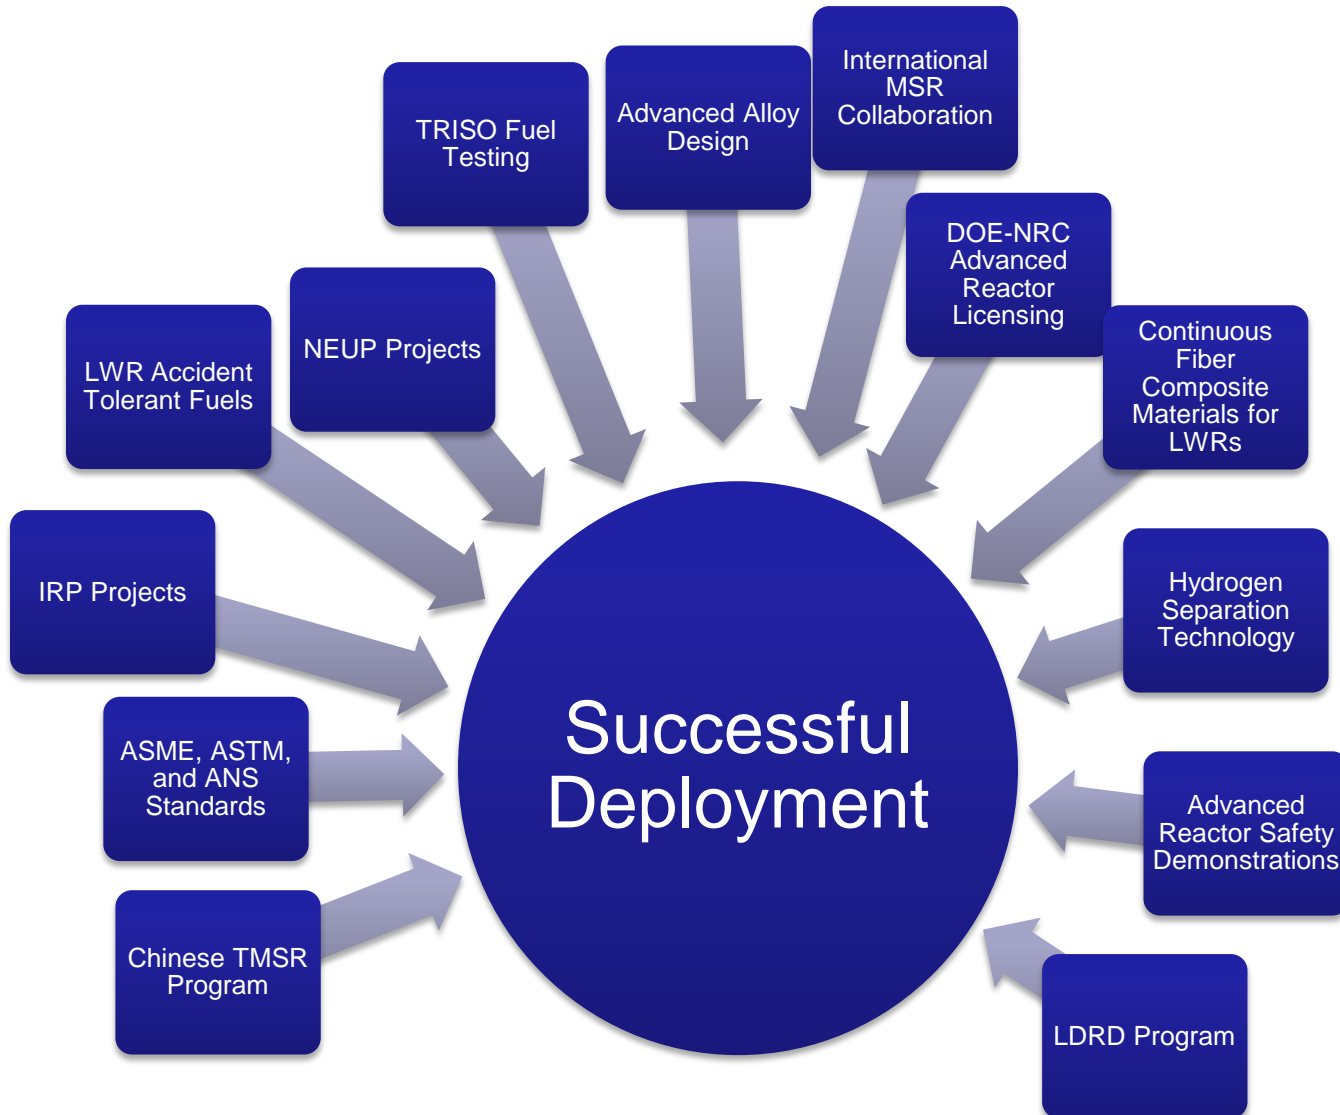 International
MSR
Collaboration
Advanced Alloy
Design
TRISO Fuel
Testing
DOE-NRC
Advanced
Reactor
Licensing
NEUP Projects
Continuous
Fiber
Composite
Materials for
LWRs
LWR Accident
Tolerant Fuels
IRP Projects
Hydrogen
Separation
Technology
Successful
Deployment
ASME, ASTM,
and ANS
Standards
Advanced
Reactor Safety
Demonstrations
Chinese TMSR
Program
LDRD Program